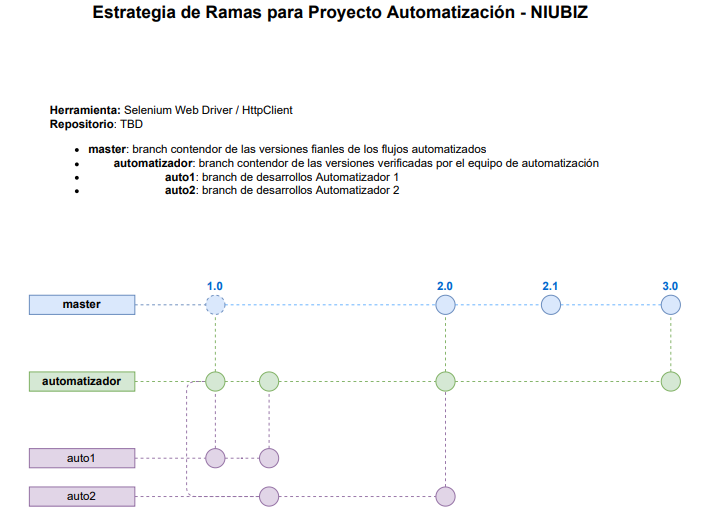 Estrategia de Ramas para Proyecto Automatización - NIUBIZ
Herramienta: Selenium Web Driver / HttpClient
Repositorio: TBD
• master: branch contendor de las versiones fianles de los flujos automatizados
• automatizador: branch contendor de las versiones verificadas por el equipo de automatización
• auto1: branch de desarrollos Automatizador 1
• auto2: branch de desarrollos Automatizador 2
1.0 2.0 2.1 3.0
master
automatizador
auto1
auto2